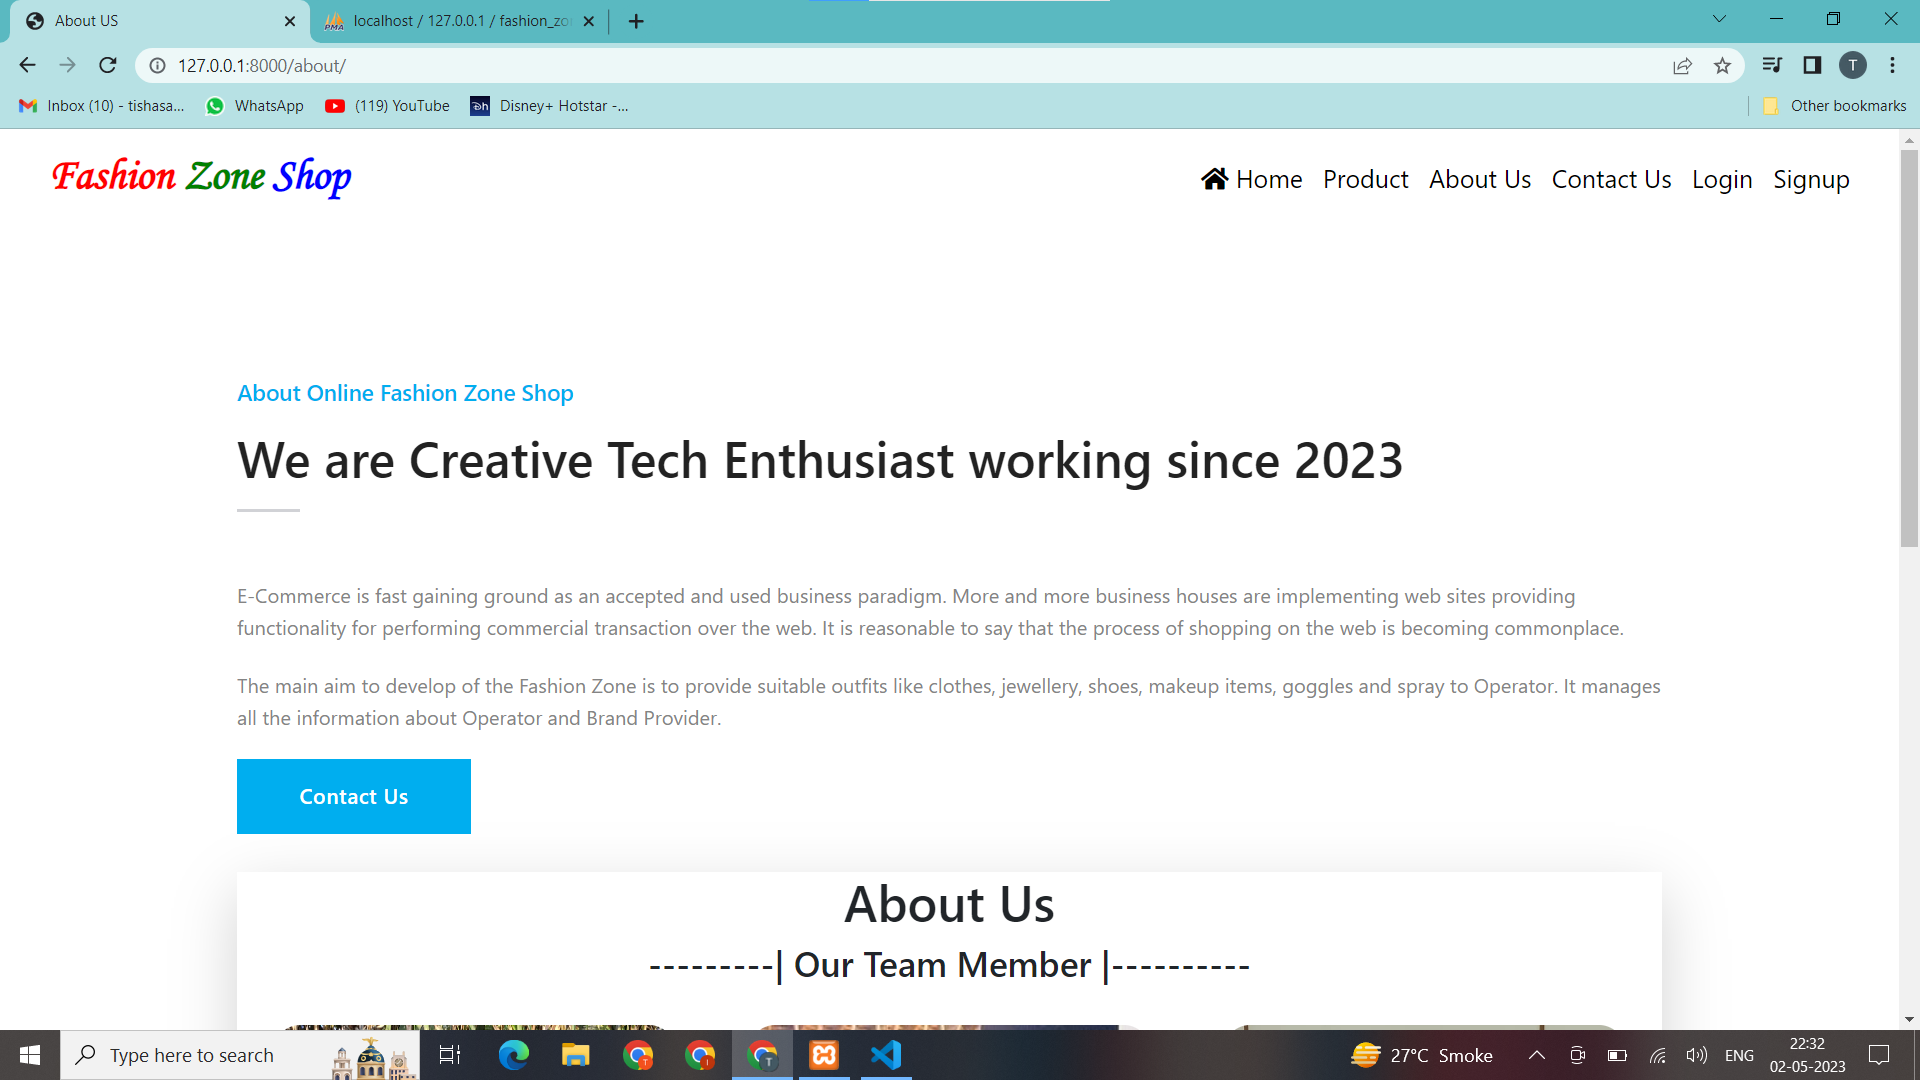 About US
localhost / 127.0.0.1 / fashion_zo
127.0.0.1:8000/about/
T
Inbox (10) - tishasa...
WhatsApp
(119) YouTube
Disney+ Hotstar -...
Other bookmarks
Fashion Zone Shop
Home
Product
About Us
Contact Us
Login
Signup
About Online Fashion Zone Shop
We are Creative Tech Enthusiast working since 2023
E-Commerce is fast gaining ground as an accepted and used business paradigm. More and more business houses are implementing web sites providing
functionality for performing commercial transaction over the web. It is reasonable to say that the process of shopping on the web is becoming commonplace.
The main aim to develop of the Fashion Zone is to provide suitable outfits like clothes, jewellery, shoes, makeup items, goggles and spray to Operator. It manages
all the information about Operator and Brand Provider.
Contact Us
About Us
---------| Our Team Member |----------
Type here to search
27°C Smoke
ENG
22:32
02-05-2023